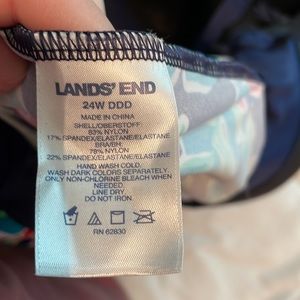 LANDS' END
24W DDD
MADE IN CHINA
SHELL/OBERSTOFF:
83% NYLON
17% SPANDEX/ELASTANE/ELASTANE
BRA/BH:
78% NYLON
22% SPANDEX/ELASTANE/ELASTANE
HAND WASH COLD.
WASH DARK COLORS SEPARATELY.
ONLY NON-CHLORINE BLEACH WHEN
NEEDED.
LINE DRY.
DO NOT IRON.
RN 62830